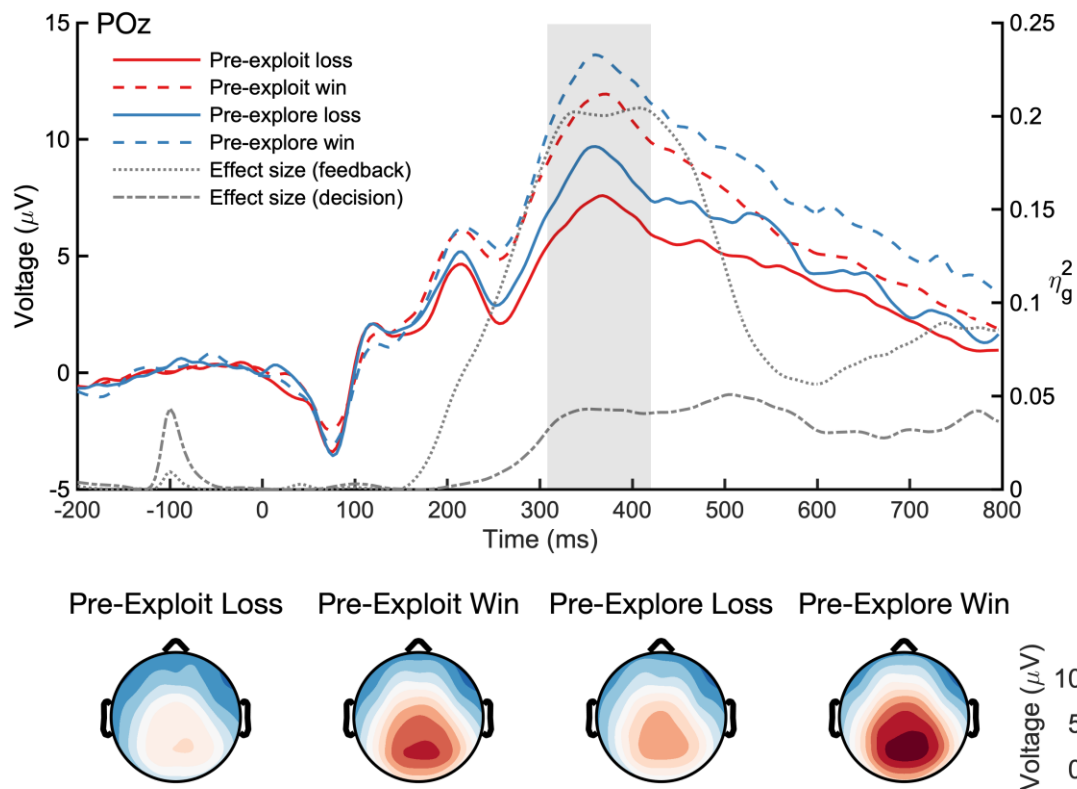 POz
Pre-exploit loss
Pre-exploit win
Pre-explore loss
Pre-explore win
Effect size (feedback)
Effect size (decision)
Voltage (μV)
15
10
5
0
-5
0.25
0.2
0.15
0.1
0.05
0
η²g
-200 -100 0 100 200 300 400 500 600 700 800
Time (ms)
Pre-Exploit Loss Pre-Exploit Win Pre-Explore Loss Pre-Explore Win
Voltage (μV)
10
5
0